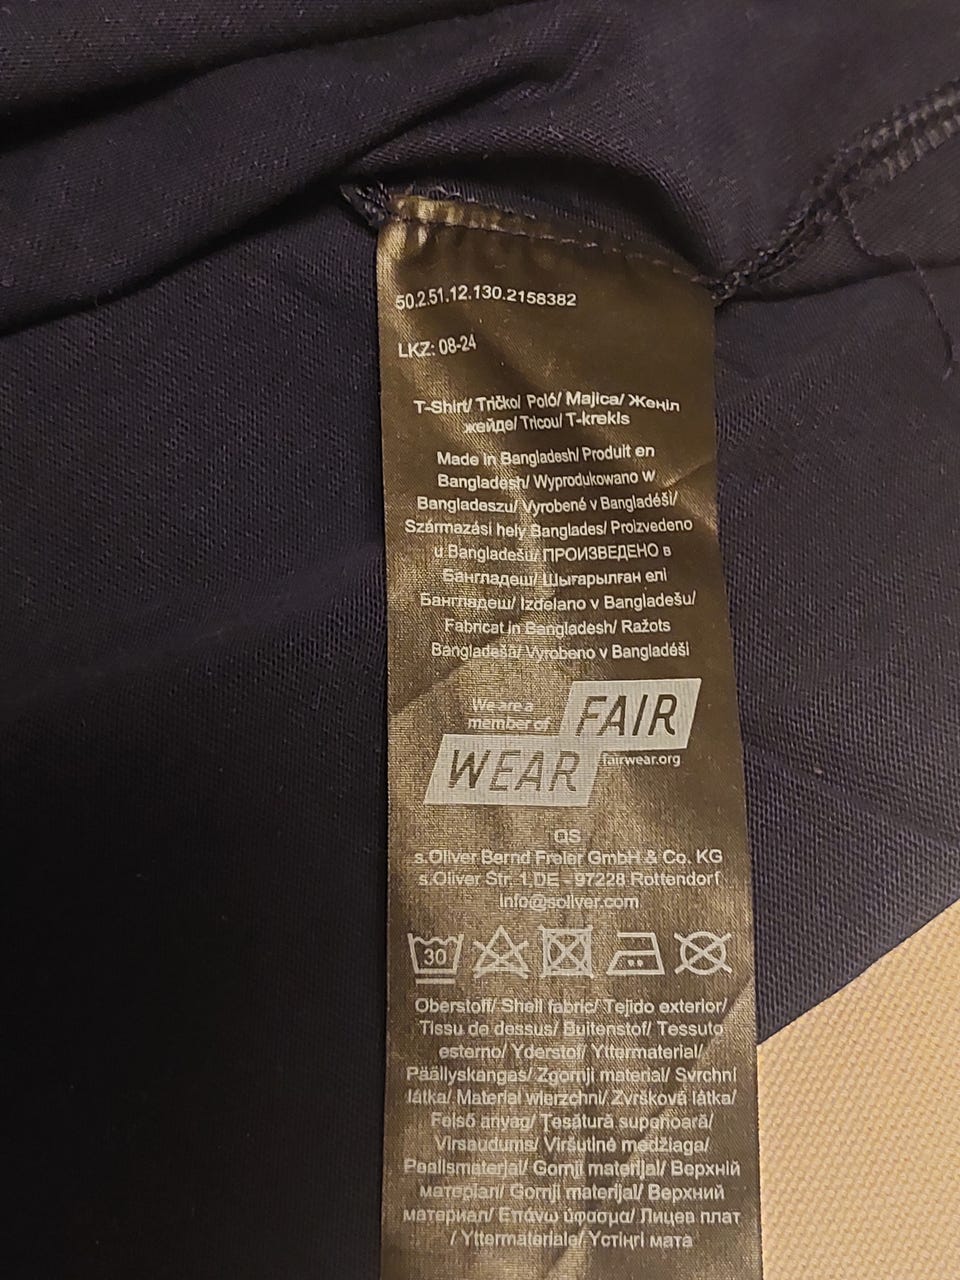 50.2.51.12.130.2158382
LKZ: 08-24
T-Shirt/ Tričko/ Poló/ Majica/ Жеңіл
жейде/ Tricou/ T-krekls
Made in Bangladesh/ Produit en
Bangladesh/ Wyprodukowano w
Bangladeszu/ Vyrobené v Bangladéši/
Származási hely Banglades/ Proizvedeno
u Bangladešu/ ПРОИЗВЕДЕНО в
Бангладеш/ Шығарылған елі
Бангладеш/ Izdelano v Bangladešu/
Fabricat in Bangladesh/ Ražots
Bangladešā/ Vyrobeno v Bangladéši
We are a
member of
FAIR
WEAR
fairwear.org
QS
s.Oliver Bernd Freier GmbH & Co. KG
s.Oliver Str. 1, DE - 97228 Rottendorf
info@soliver.com
30
Oberstoff/ Shell fabric/ Tejido exterior/
Tissu de dessus/ Buitenstof/ Tessuto
esterno/ Yderstof/ Yttermaterial/
Päällyskangas/ Zgornji material/ Svrchní
látka/ Materiał wierzchni/ Zvršková látka/
Felső anyag/ Țesătură superioară/
Virsaudums/ Viršutinė medžiaga/
Pealismaterjal/ Gornji materijal/ Верхній
матеріал/ Gornji materijal/ Верхний
материал/ Επάνω ύφασμα/ Лицев плат
/ Yttermateriale/ Үстіңгі мата